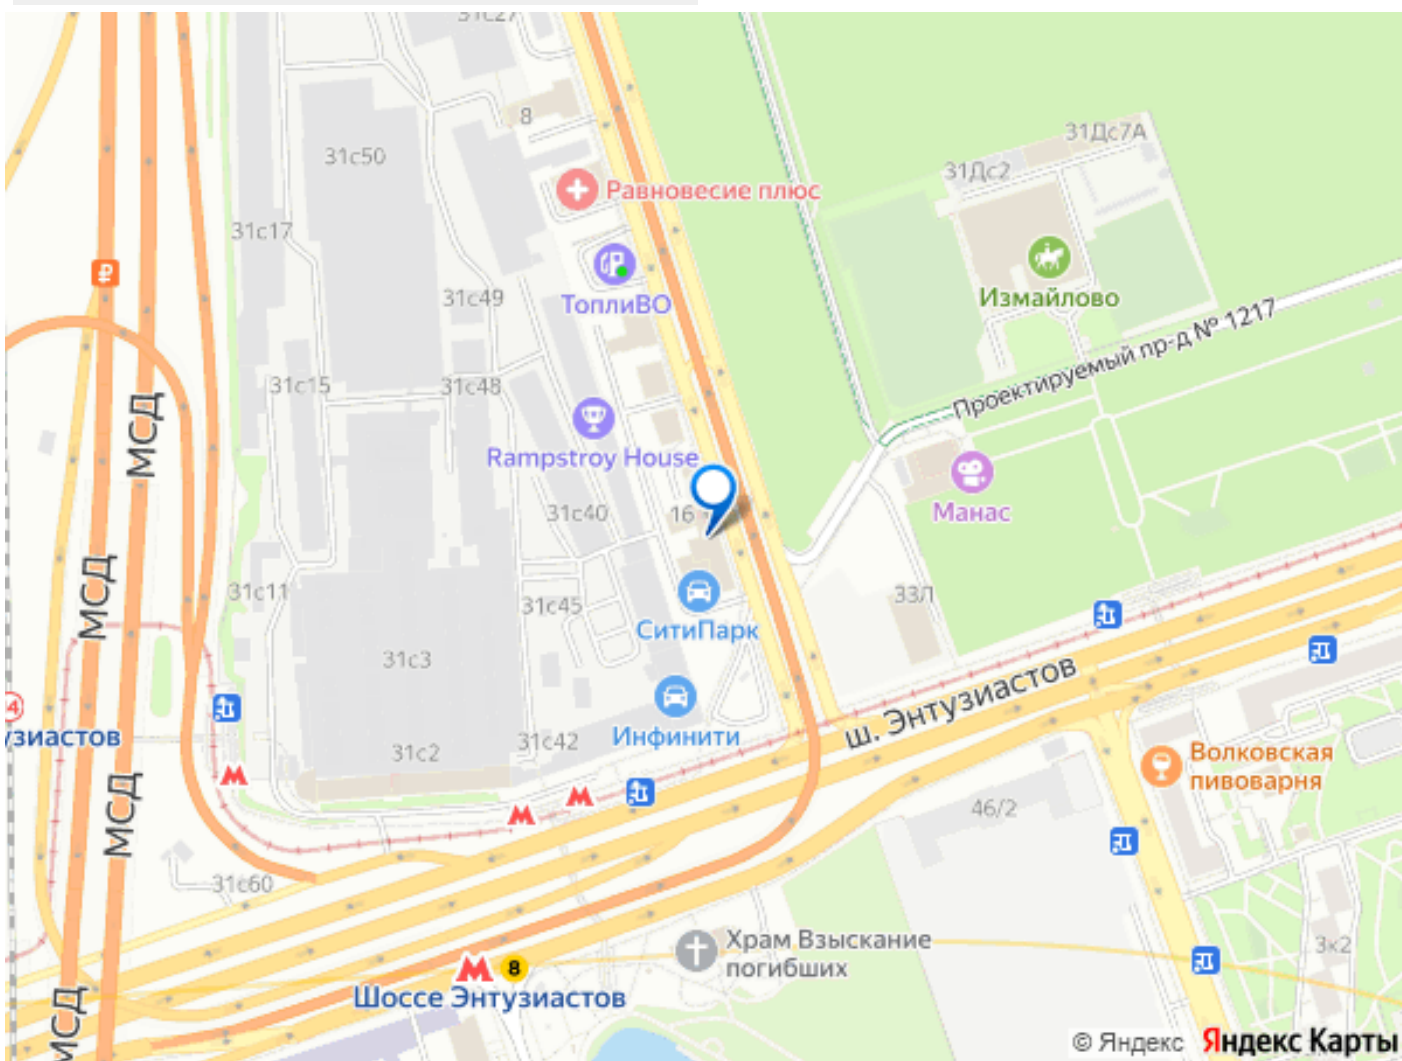 31с27
8
31Дс7А
31с50
31Дс2
Равновесие плюс
31с17
₽
Измайлово
31с49
ТоплиВО
Проектируемый пр-д № 1217
31с15
31с48
МСД
Rampstroy House
16
31с40
Манас
МСД
31с11
31с45
33Л
СитиПарк
31с3
ш. Энтузиастов
4
узиастов
Инфинити
31с42
31с2
Волковская
пивоварня
МСД
46/2
31с60
Храм Взыскание
погибших
3к2
8
Шоссе Энтузиастов
МСД
© Яндекс Яндекс Карты